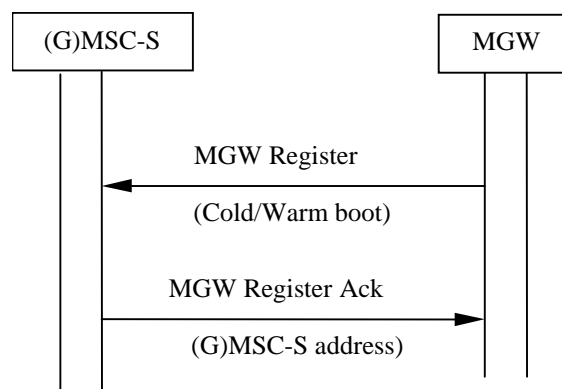 (G)MSC-S
MGW
MGW Register
(Cold/Warm boot)
MGW Register Ack
(G)MSC-S address)